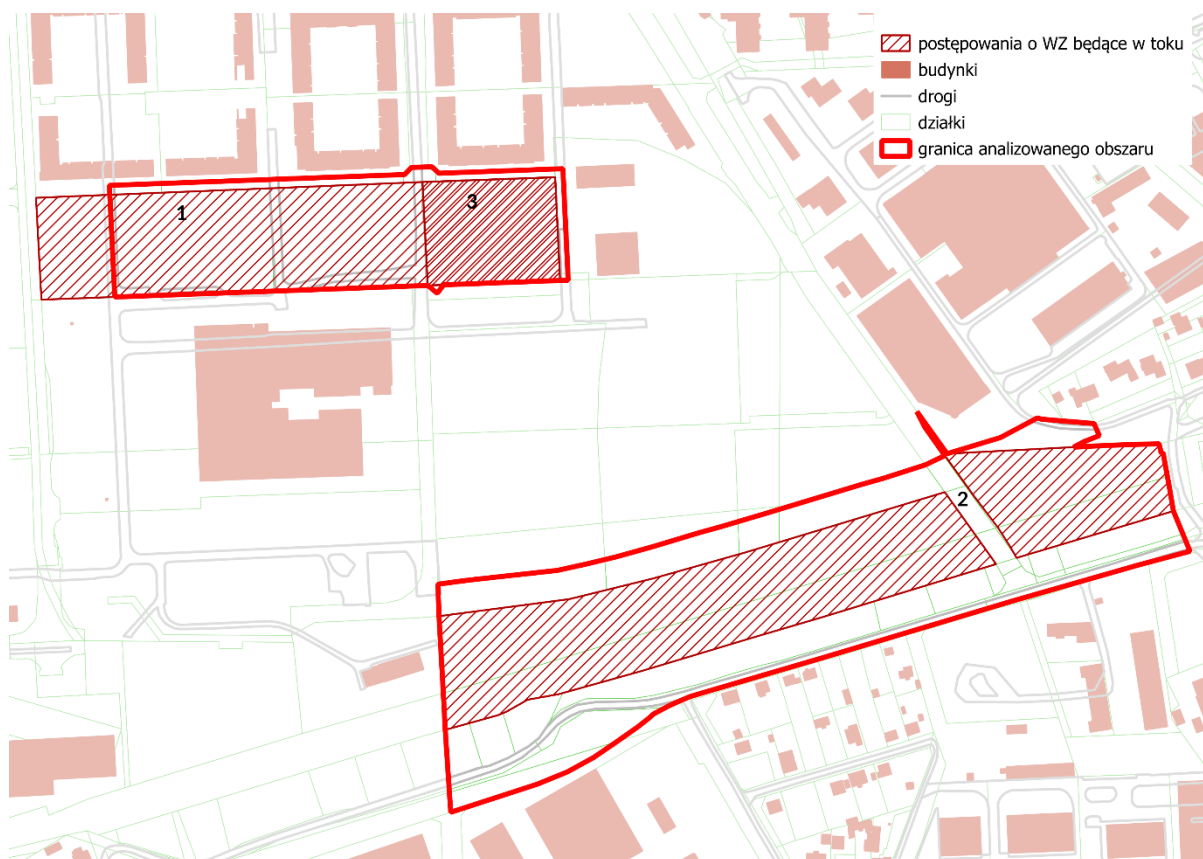 postępowania o WZ będące w toku
budynki
drogi
działki
granica analizowanego obszaru
1
3
2